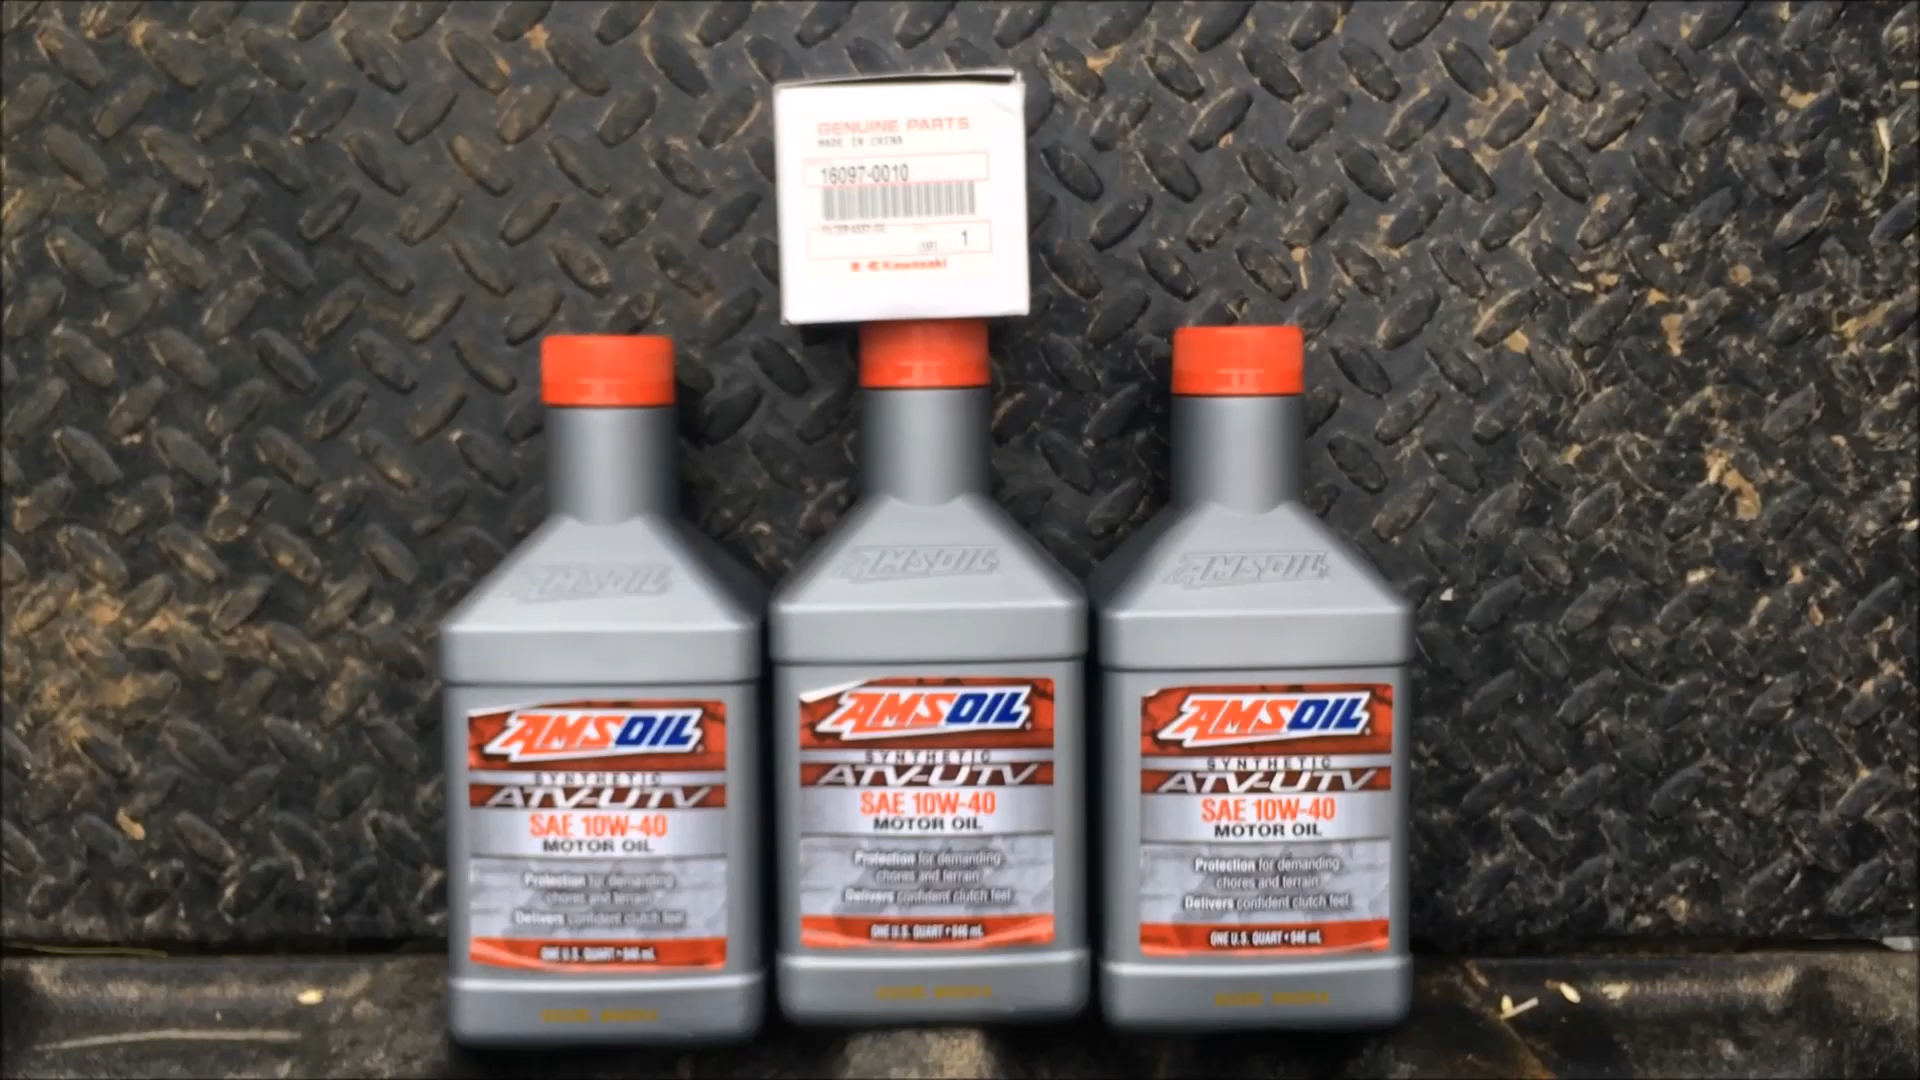 GENUINE PARTS
MADE IN CHINA
16097-0010
FILTER-ASSY-OIL
1
Kawasaki
AMSOIL
AMSOIL
SYNTHETIC
ATV-UTV
SAE 10W-40
MOTOR OIL
Protection for demanding
chores and terrain
Delivers confident clutch feel
ONE U.S. QUART • 946 mL
AMSOIL
AMSOIL
SYNTHETIC
ATV-UTV
SAE 10W-40
MOTOR OIL
Protection for demanding
chores and terrain
Delivers confident clutch feel
ONE U.S. QUART • 946 mL
AMSOIL
AMSOIL
SYNTHETIC
ATV-UTV
SAE 10W-40
MOTOR OIL
Protection for demanding
chores and terrain
Delivers confident clutch feel
ONE U.S. QUART • 946 mL